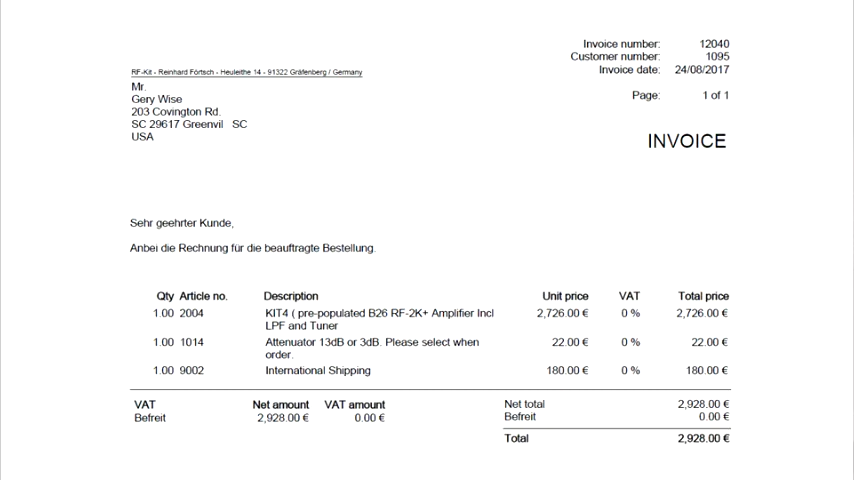 Invoice number: 12040
Customer number: 1095
Invoice date: 24/08/2017
Page: 1 of 1
INVOICE
RF-Kit - Reinhard Förtsch - Heuleithe 14 - 91322 Gräfenberg / Germany
Mr.
Gery Wise
203 Covington Rd.
SC 29617 Greenvil SC
USA
Sehr geehrter Kunde,
Anbei die Rechnung für die beauftragte Bestellung.
Qty Article no. Description Unit price VAT Total price
1.00 2004 KIT4 ( pre-populated B26 RF-2K+ Amplifier Incl 2,726.00 € 0 % 2,726.00 €
LPF and Tuner
1.00 1014 Attenuator 13dB or 3dB. Please select when 22.00 € 0 % 22.00 €
order.
1.00 9002 International Shipping 180.00 € 0 % 180.00 €
VAT Net amount VAT amount Net total 2,928.00 €
Befreit 2,928.00 € 0.00 € Befreit 0.00 €
Total 2,928.00 €